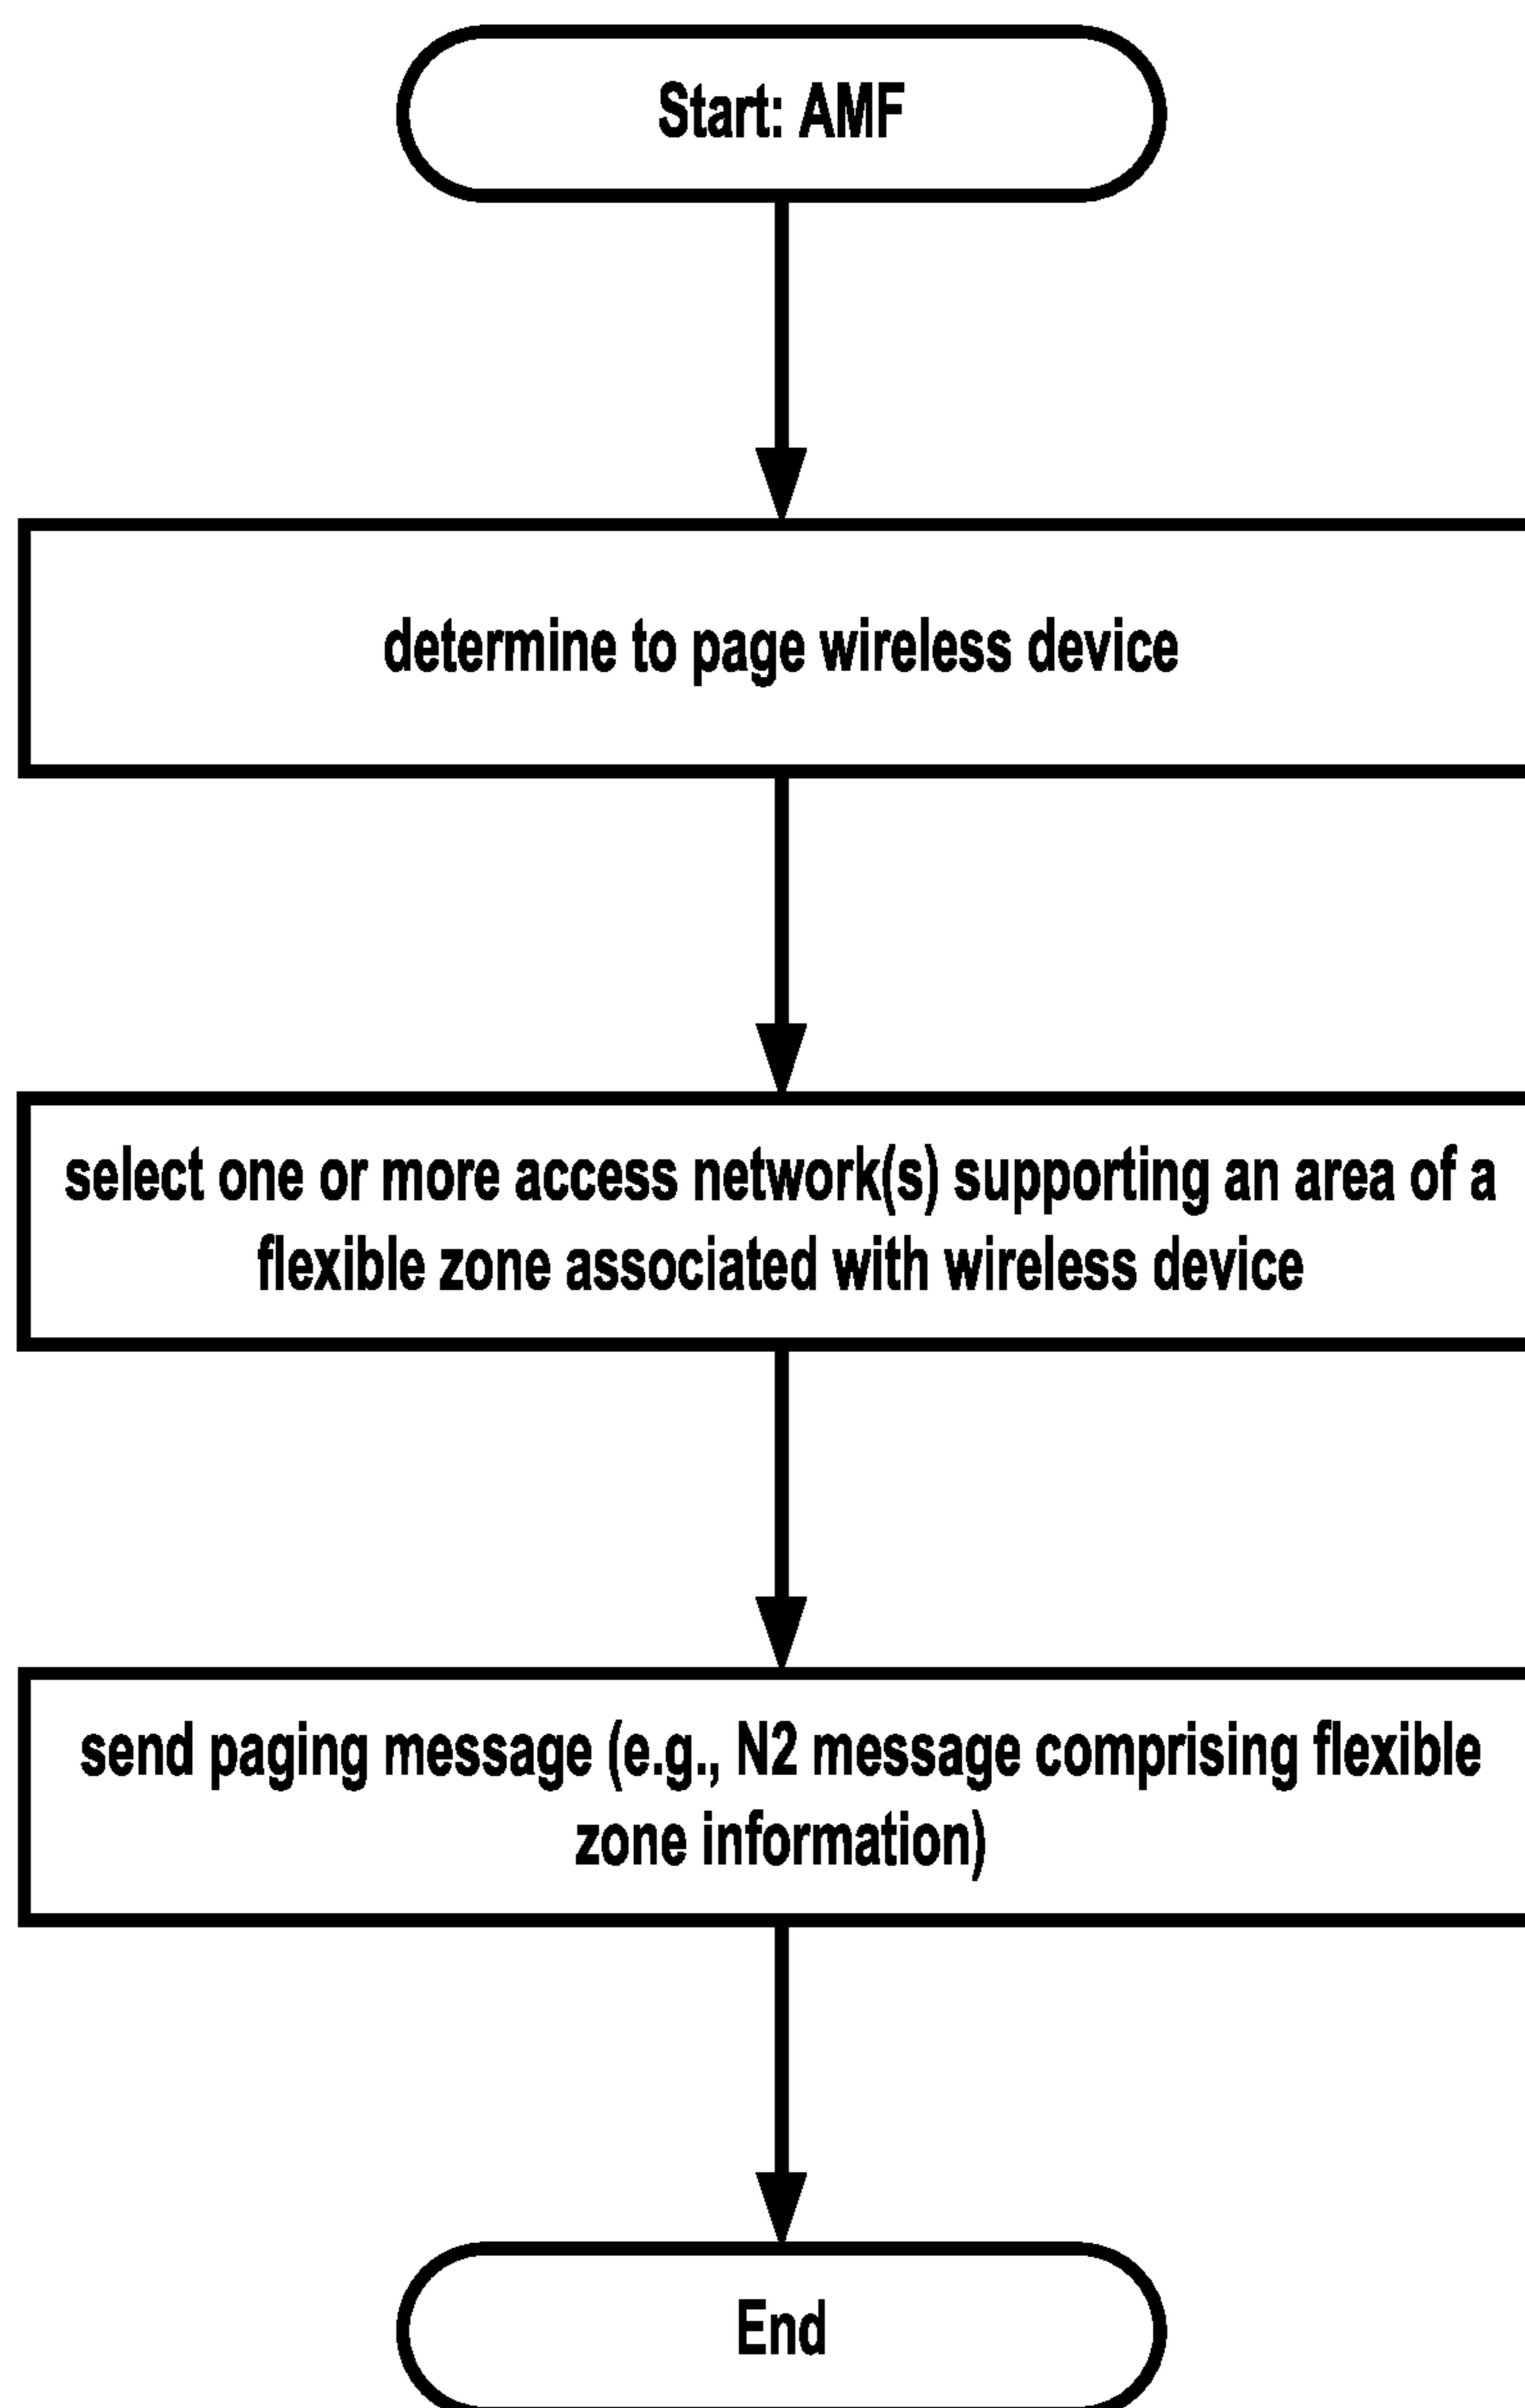 Start: AMF
determine to page wireless device
select one or more access network(s) supporting an area of a
flexible zone associated with wireless device
send paging message (e.g., N2 message comprising flexible
zone information)
End